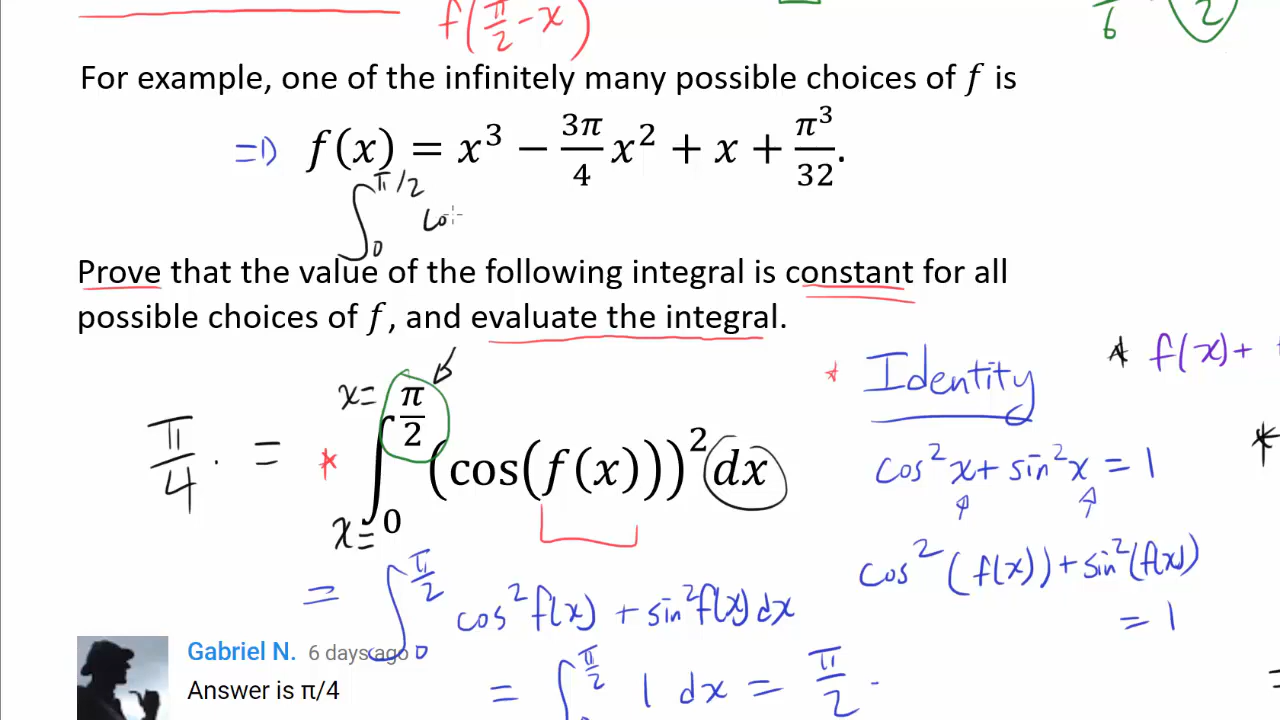 f(π/2 - x)
6 2
For example, one of the infinitely many possible choices of f is
=> f(x) = x³ − 3π/4 x² + x + π³/32.
∫₀^π/2 co
Prove that the value of the following integral is constant for all
possible choices of f, and evaluate the integral.
* f(x)+
* Identity
π/4 . = * ∫_{x=0}^{x=π/2} (cos(f(x)))² dx
cos²x + sin²x = 1
cos²(f(x)) + sin²(f(x))
= 1
= ∫₀^{π/2} cos²f(x) + sin²f(x) dx
Gabriel N. 6 days ago
Answer is π/4
= ∫₀^{π/2} 1 dx = π/2 .